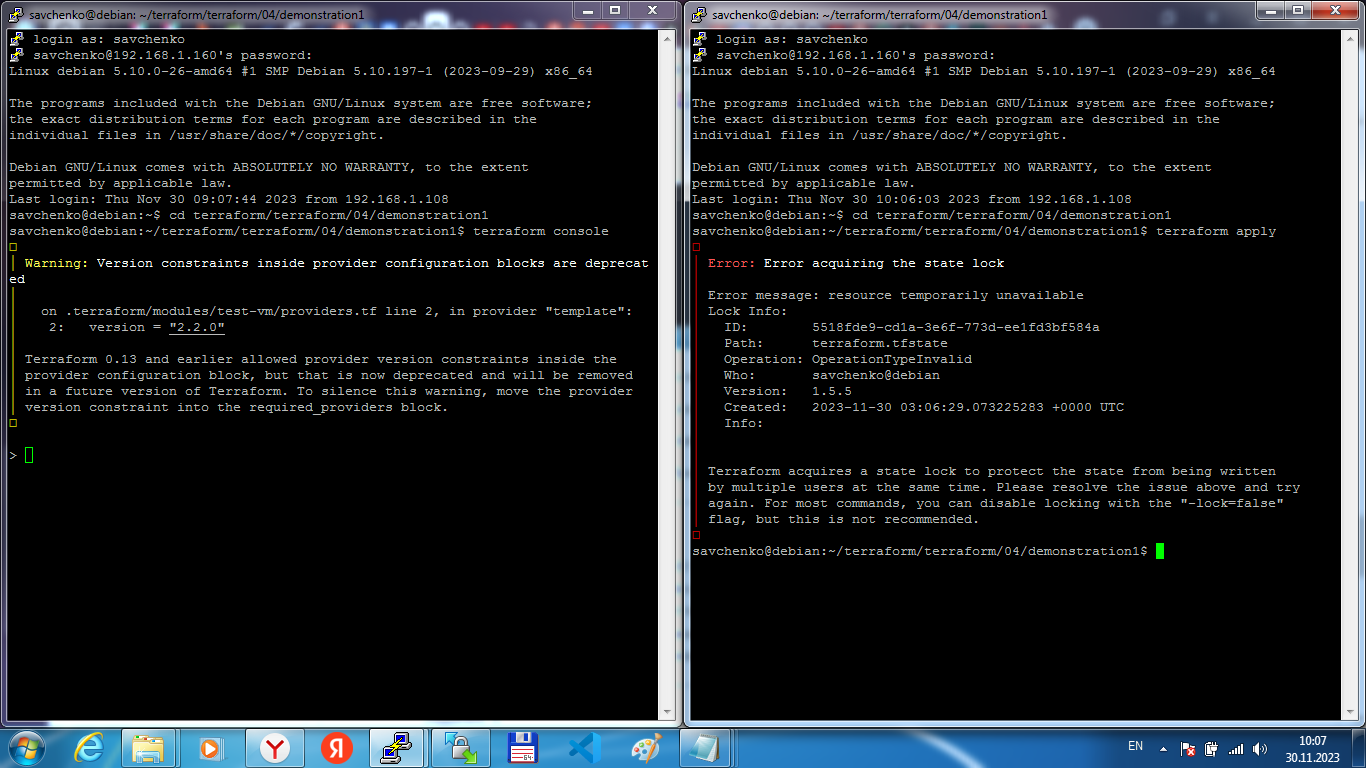 savchenko@debian: ~/terraform/terraform/04/demonstration1
login as: savchenko
savchenko@192.168.1.160's password:
Linux debian 5.10.0-26-amd64 #1 SMP Debian 5.10.197-1 (2023-09-29) x86_64
The programs included with the Debian GNU/Linux system are free software;
the exact distribution terms for each program are described in the
individual files in /usr/share/doc/*/copyright.
Debian GNU/Linux comes with ABSOLUTELY NO WARRANTY, to the extent
permitted by applicable law.
Last login: Thu Nov 30 09:07:44 2023 from 192.168.1.108
savchenko@debian:~$ cd terraform/terraform/04/demonstration1
savchenko@debian:~/terraform/terraform/04/demonstration1$ terraform console
Warning: Version constraints inside provider configuration blocks are deprecat
ed
on .terraform/modules/test-vm/providers.tf line 2, in provider "template":
2:   version = "2.2.0"
Terraform 0.13 and earlier allowed provider version constraints inside the
provider configuration block, but that is now deprecated and will be removed
in a future version of Terraform. To silence this warning, move the provider
version constraint into the required_providers block.
>
savchenko@debian: ~/terraform/terraform/04/demonstration1
login as: savchenko
savchenko@192.168.1.160's password:
Linux debian 5.10.0-26-amd64 #1 SMP Debian 5.10.197-1 (2023-09-29) x86_64
The programs included with the Debian GNU/Linux system are free software;
the exact distribution terms for each program are described in the
individual files in /usr/share/doc/*/copyright.
Debian GNU/Linux comes with ABSOLUTELY NO WARRANTY, to the extent
permitted by applicable law.
Last login: Thu Nov 30 10:06:03 2023 from 192.168.1.108
savchenko@debian:~$ cd terraform/terraform/04/demonstration1
savchenko@debian:~/terraform/terraform/04/demonstration1$ terraform apply
Error: Error acquiring the state lock
Error message: resource temporarily unavailable
Lock Info:
ID:        5518fde9-cd1a-3e6f-773d-ee1fd3bf584a
Path:      terraform.tfstate
Operation: OperationTypeInvalid
Who:       savchenko@debian
Version:   1.5.5
Created:   2023-11-30 03:06:29.073225283 +0000 UTC
Info:
Terraform acquires a state lock to protect the state from being written
by multiple users at the same time. Please resolve the issue above and try
again. For most commands, you can disable locking with the "-lock=false"
flag, but this is not recommended.
savchenko@debian:~/terraform/terraform/04/demonstration1$
Y
Я
64
EN
10:07
30.11.2023